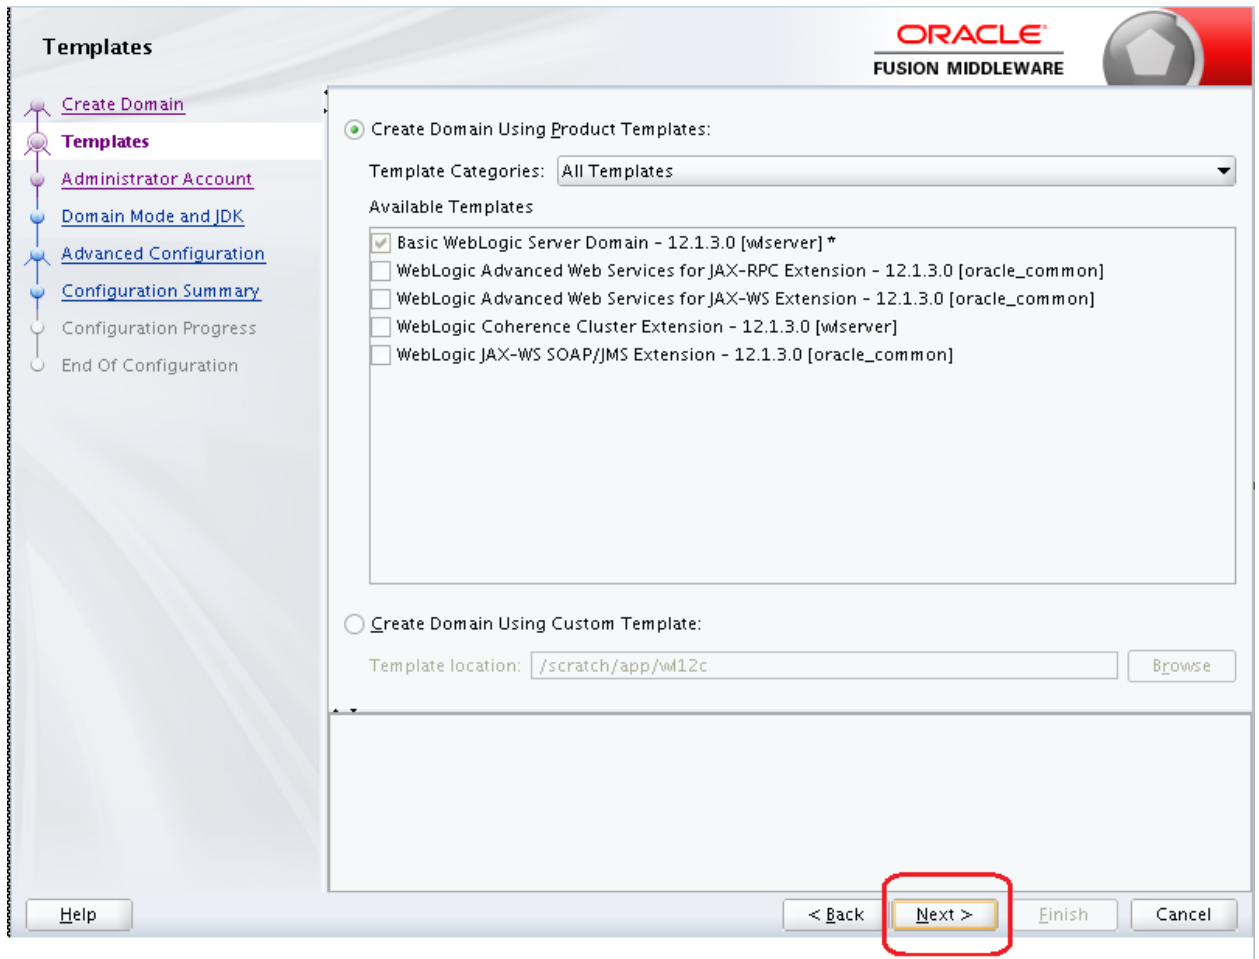 Templates
ORACLE
FUSION MIDDLEWARE
Create Domain
Templates
Administrator Account
Domain Mode and JDK
Advanced Configuration
Configuration Summary
Configuration Progress
End Of Configuration
Create Domain Using Product Templates:
Template Categories: All Templates
Available Templates
Basic WebLogic Server Domain - 12.1.3.0 [wlserver] *
WebLogic Advanced Web Services for JAX-RPC Extension - 12.1.3.0 [oracle_common]
WebLogic Advanced Web Services for JAX-WS Extension - 12.1.3.0 [oracle_common]
WebLogic Coherence Cluster Extension - 12.1.3.0 [wlserver]
WebLogic JAX-WS SOAP/JMS Extension - 12.1.3.0 [oracle_common]
Create Domain Using Custom Template:
Template location: /scratch/app/wl12c Browse
Help < Back Next > Finish Cancel